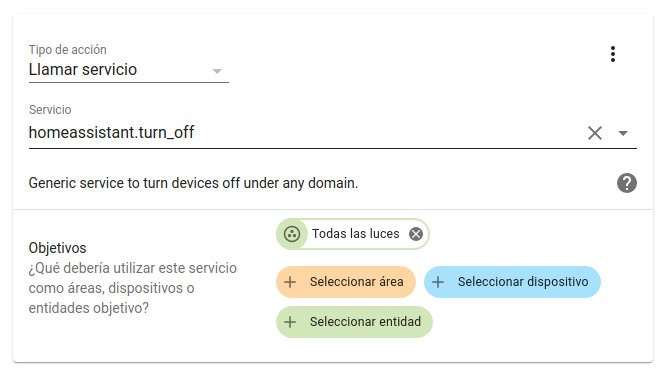 Tipo de acción
Llamar servicio
Servicio
homeassistant.turn_off
Generic service to turn devices off under any domain.
Objetivos
¿Qué debería utilizar este servicio
como áreas, dispositivos o
entidades objetivo?
Todas las luces
Seleccionar área
Seleccionar dispositivo
Seleccionar entidad